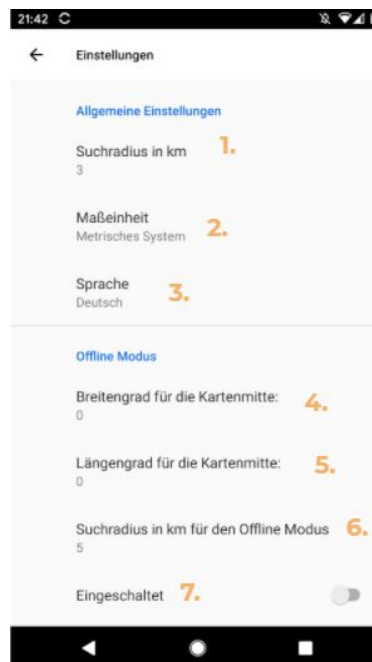 21:42
Einstellungen
Allgemeine Einstellungen
Suchradius in km 1.
3
Maßeinheit 2.
Metrisches System
Sprache 3.
Deutsch
Offline Modus
Breitengrad für die Kartenmitte: 4.
0
Längengrad für die Kartenmitte: 5.
0
Suchradius in km für den Offline Modus 6.
5
Eingeschaltet 7.